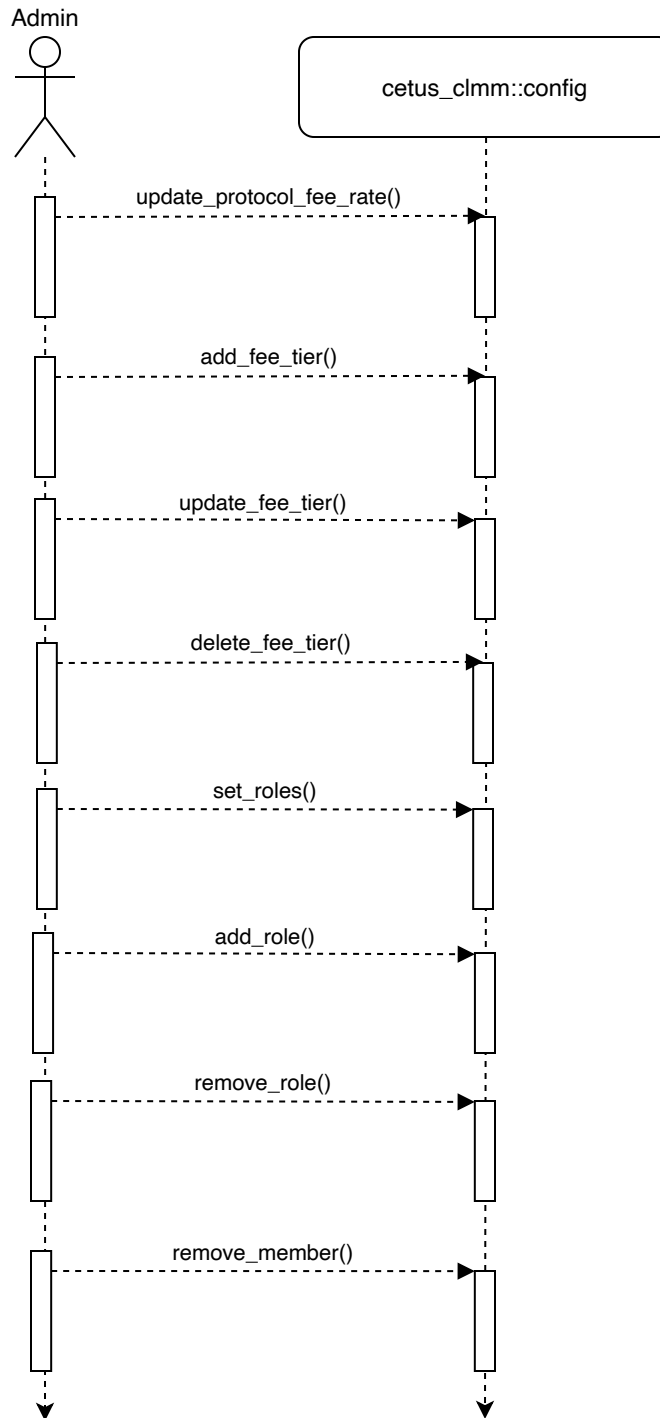 Admin
cetus_clmm::config
update_protocol_fee_rate()
add_fee_tier()
update_fee_tier()
delete_fee_tier()
set_roles()
add_role()
remove_role()
remove_member()